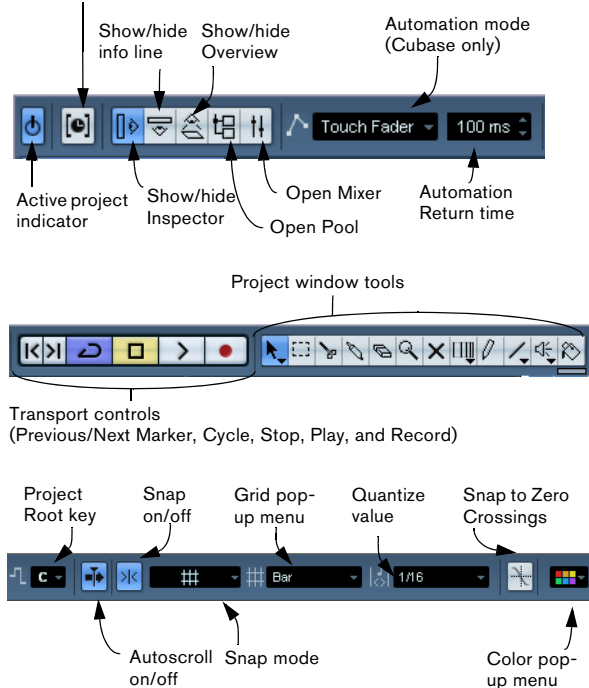 Show/hide
info line
Show/hide
Overview
Automation mode
(Cubase only)
Touch Fader
100 ms
Active project
indicator
Show/hide
Inspector
Open Pool
Open Mixer
Automation
Return time
Project window tools
Transport controls
(Previous/Next Marker, Cycle, Stop, Play, and Record)
Project
Root key
Snap
on/off
Grid pop-
up menu
Quantize
value
Snap to Zero
Crossings
C
Bar
1/16
Autoscroll
on/off
Snap mode
Color pop-
up menu